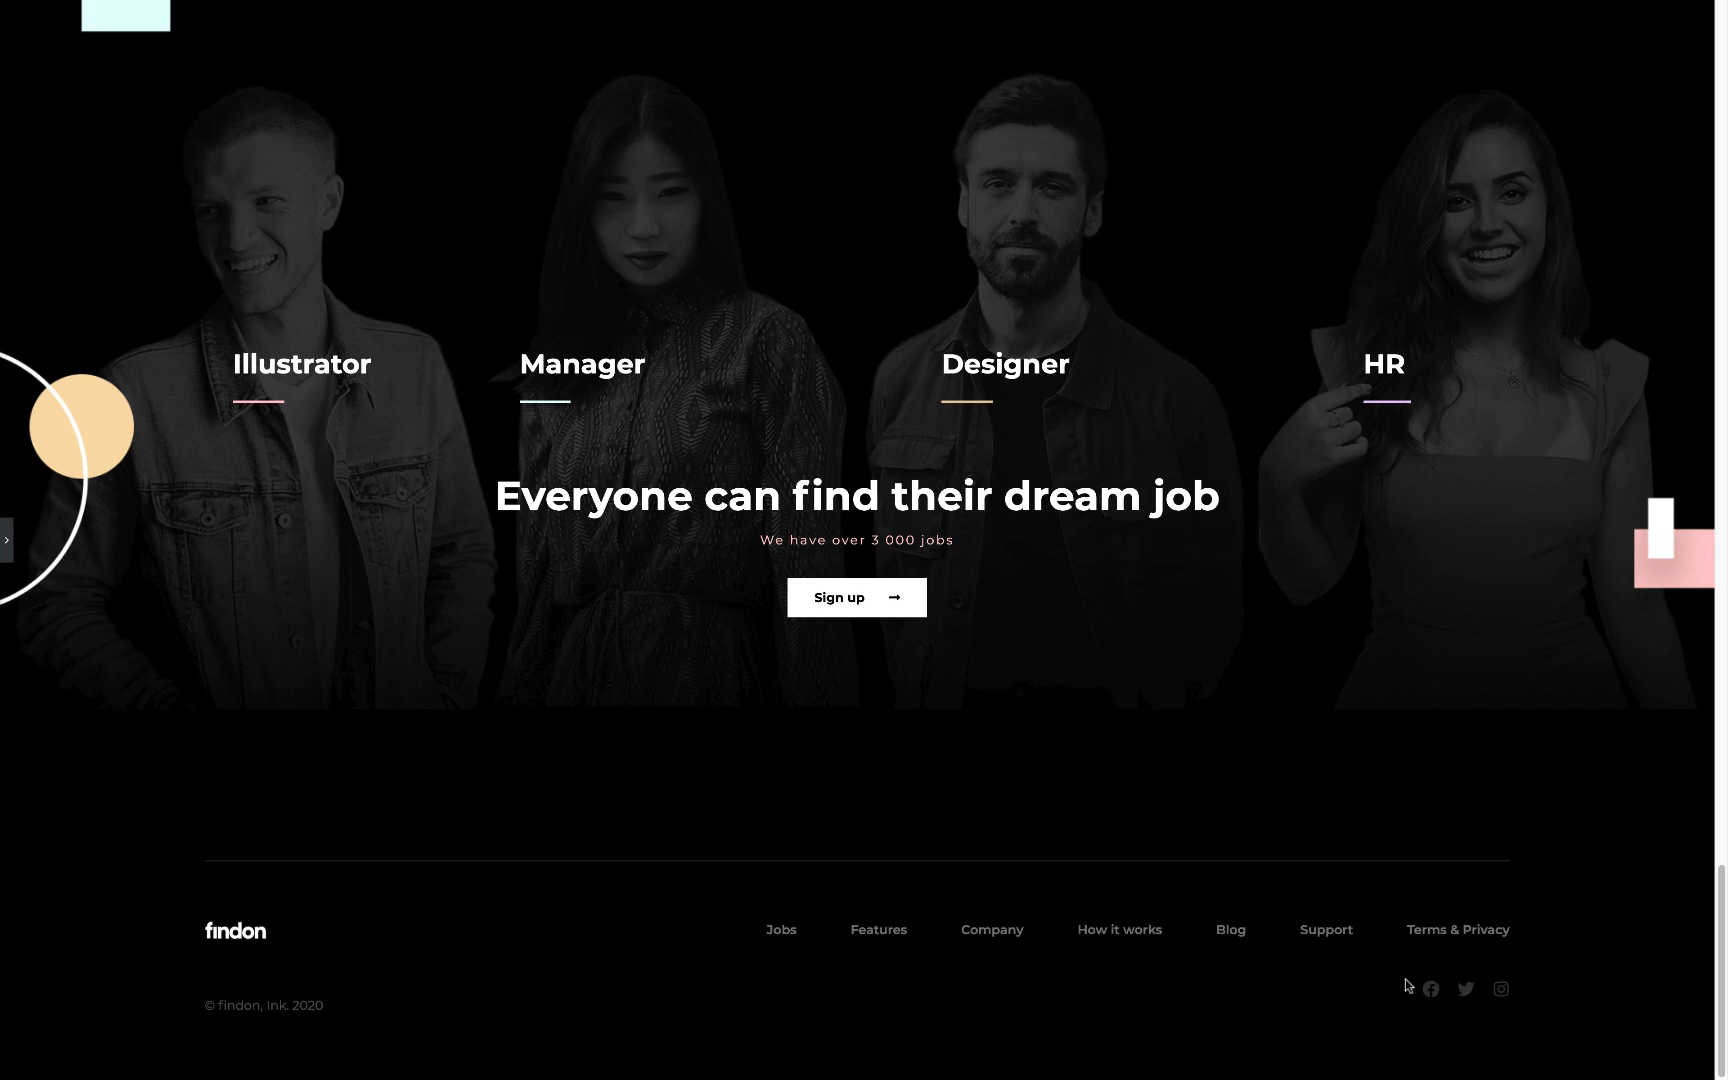 Illustrator
Manager
Designer
HR
Everyone can find their dream job
We have over 3 000 jobs
Sign up
findon
Jobs
Features
Company
How it works
Blog
Support
Terms & Privacy
© findon, Ink. 2020